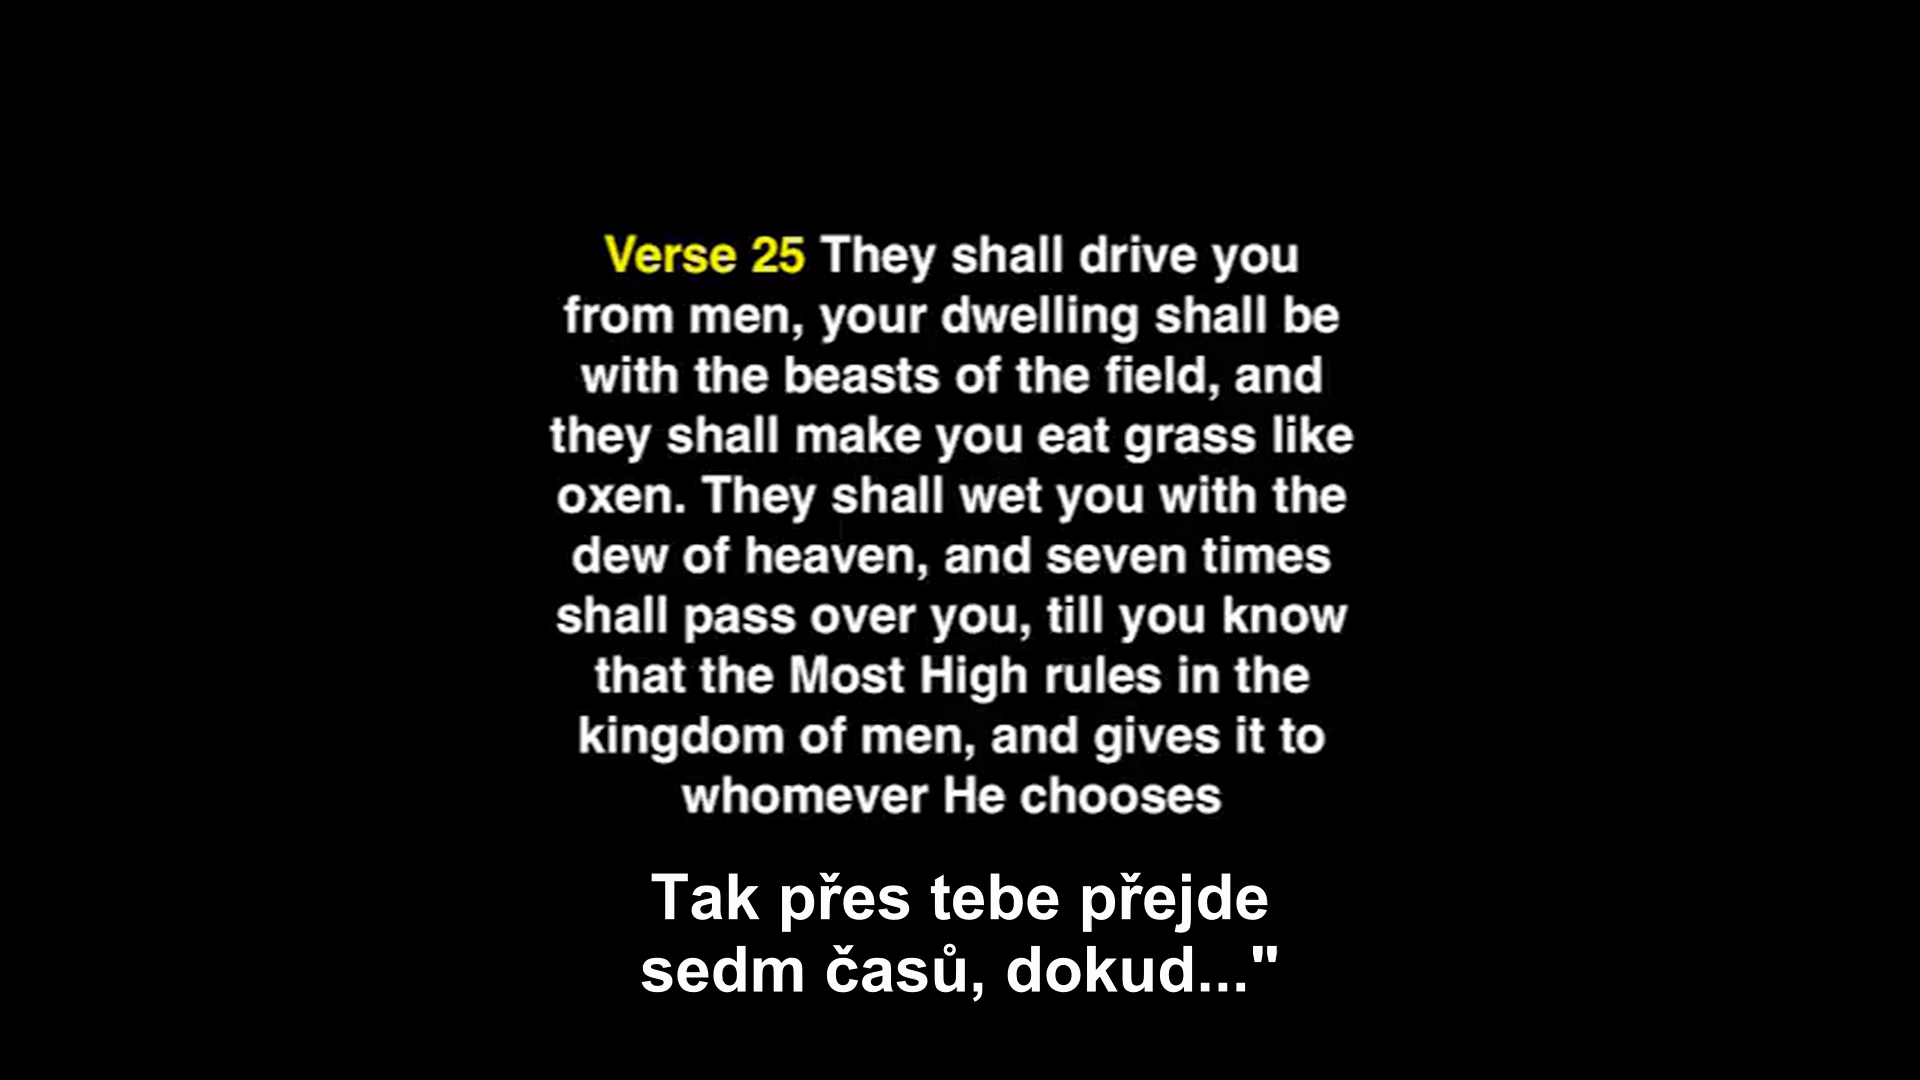 Verse 25 They shall drive you
from men, your dwelling shall be
with the beasts of the field, and
they shall make you eat grass like
oxen. They shall wet you with the
dew of heaven, and seven times
shall pass over you, till you know
that the Most High rules in the
kingdom of men, and gives it to
whomever He chooses
Tak přes tebe přejde
sedm časů, dokud..."